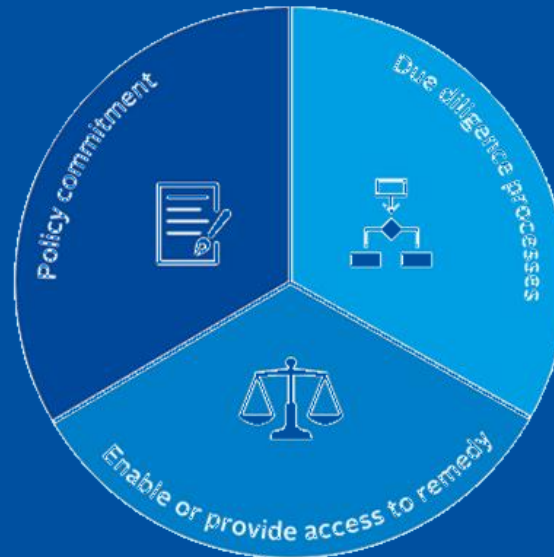 Policy commitment
Due diligence processes
Enable or provide access to remedy